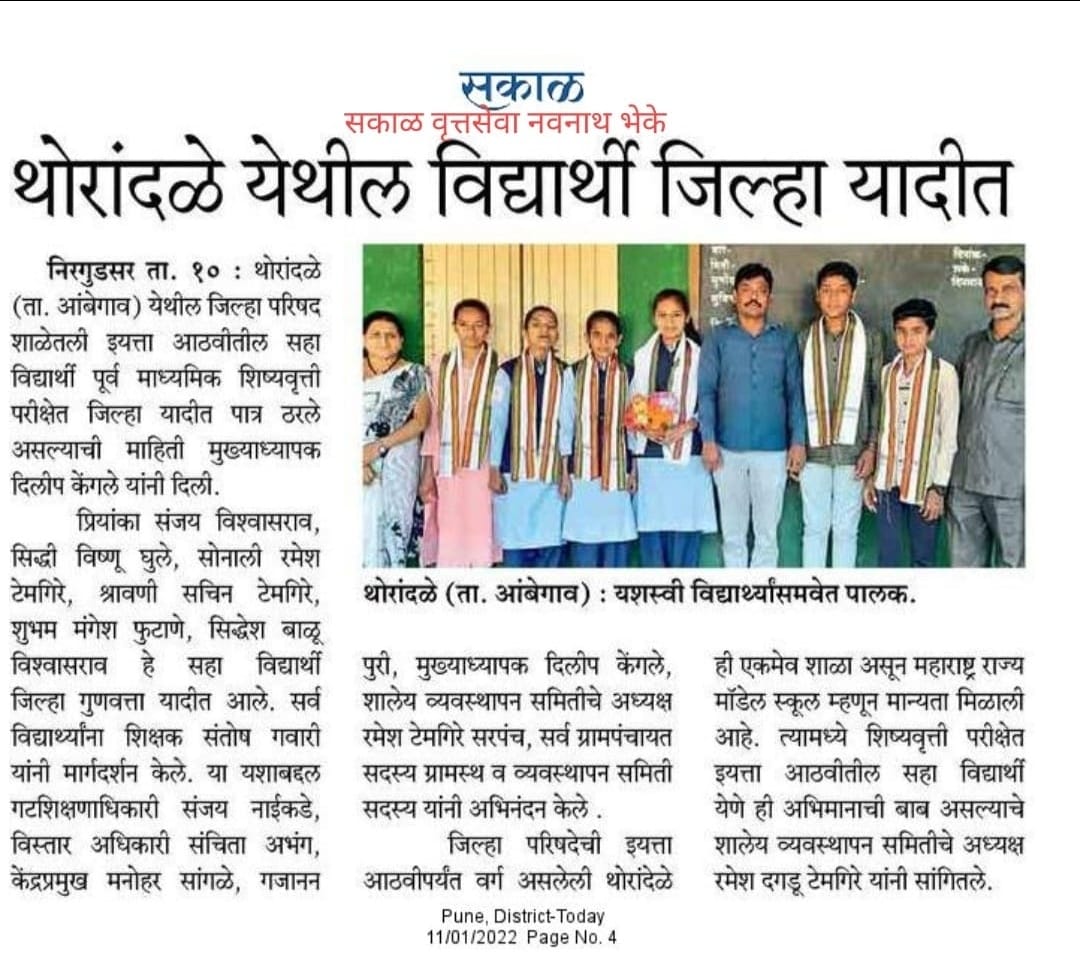 सकाळ
सकाळ वृत्तसेवा नवनाथ भेके
थोरांदळे येथील विद्यार्थी जिल्हा यादीत
निरगुडसर ता. १० : थोरांदळे
(ता. आंबेगाव) येथील जिल्हा परिषद
शाळेतली इयत्ता आठवीतील सहा
विद्यार्थी पूर्व माध्यमिक शिष्यवृत्ती
परीक्षेत जिल्हा यादीत पात्र ठरले
असल्याची माहिती मुख्याध्यापक
दिलीप केंगले यांनी दिली.
प्रियांका संजय विश्वासराव,
सिद्धी विष्णू घुले, सोनाली रमेश
टेमगिरे, श्रावणी सचिन टेमगिरे,
शुभम मंगेश फुटाणे, सिद्धेश बाळू
विश्वासराव हे सहा विद्यार्थी
जिल्हा गुणवत्ता यादीत आले. सर्व
विद्यार्थ्यांना शिक्षक संतोष गवारी
यांनी मार्गदर्शन केले. या यशाबद्दल
गटशिक्षणाधिकारी संजय नाईकडे,
विस्तार अधिकारी संचिता अभंग,
केंद्रप्रमुख मनोहर सांगळे, गजानन
थोरांदळे (ता. आंबेगाव) : यशस्वी विद्यार्थ्यांसमवेत पालक.
पुरी, मुख्याध्यापक दिलीप केंगले,
शालेय व्यवस्थापन समितीचे अध्यक्ष
रमेश टेमगिरे सरपंच, सर्व ग्रामपंचायत
सदस्य ग्रामस्थ व व्यवस्थापन समिती
सदस्य यांनी अभिनंदन केले .
जिल्हा परिषदेची इयत्ता
आठवीपर्यंत वर्ग असलेली थोरांदेळे
ही एकमेव शाळा असून महाराष्ट्र राज्य
मॉडेल स्कूल म्हणून मान्यता मिळाली
आहे. त्यामध्ये शिष्यवृत्ती परीक्षेत
इयत्ता आठवीतील सहा विद्यार्थी
येणे ही अभिमानाची बाब असल्याचे
शालेय व्यवस्थापन समितीचे अध्यक्ष
रमेश दगडू टेमगिरे यांनी सांगितले.
Pune, District-Today
11/01/2022 Page No. 4